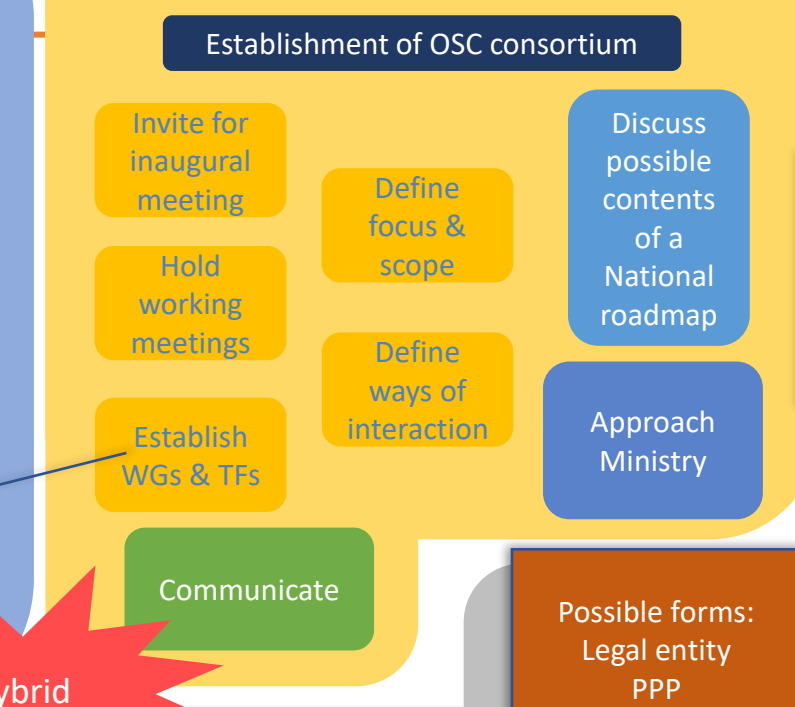 Establishment of OSC consortium
Invite for
inaugural
meeting
Hold
working
meetings
Establish
WGs & TFs
Define
focus &
scope
Define
ways of
interaction
Discuss
possible
contents
of a
National
roadmap
Approach
Ministry
Communicate
Possible forms:
Legal entity
PPP